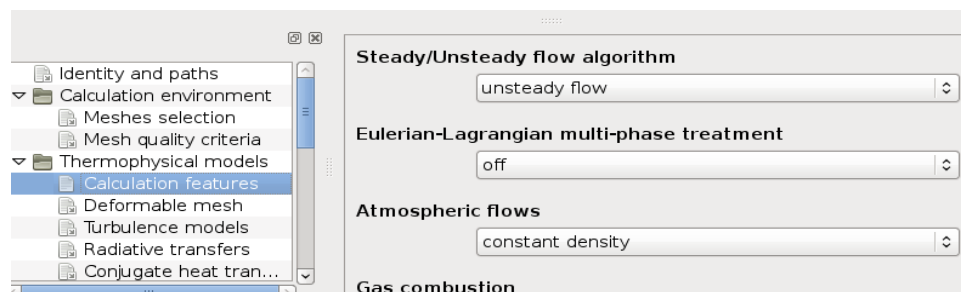 Identity and paths
Calculation environment
Meshes selection
Mesh quality criteria
Thermophysical models
Calculation features
Deformable mesh
Turbulence models
Radiative transfers
Conjugate heat tran...
Steady/Unsteady flow algorithm
unsteady flow
Eulerian-Lagrangian multi-phase treatment
off
Atmospheric flows
constant density
Gas combustion